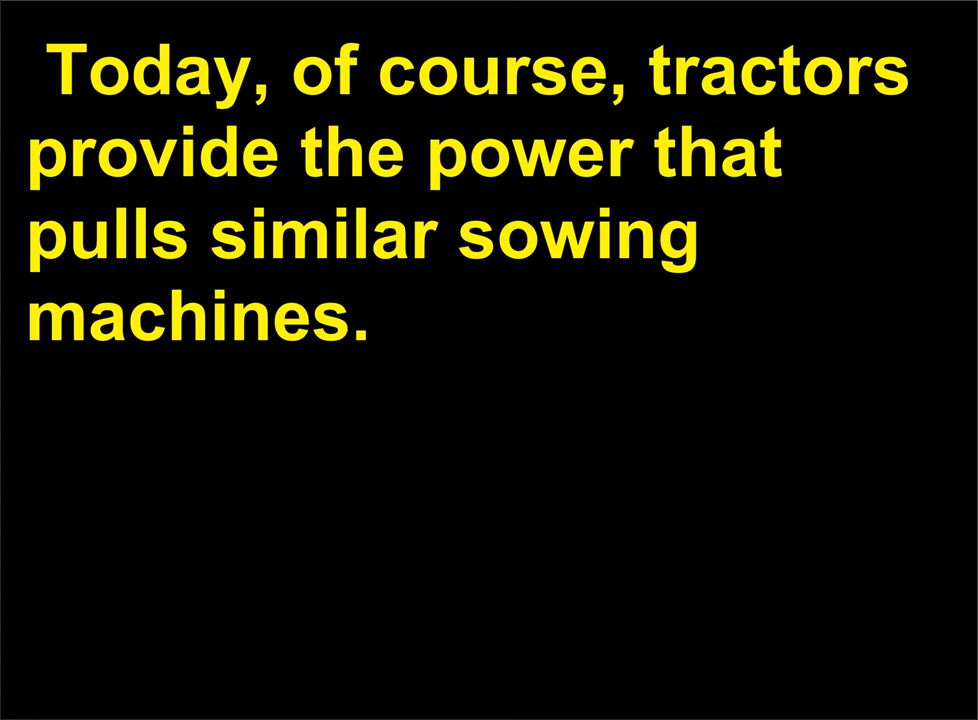 Today, of course, tractors
provide the power that
pulls similar sowing
machines.